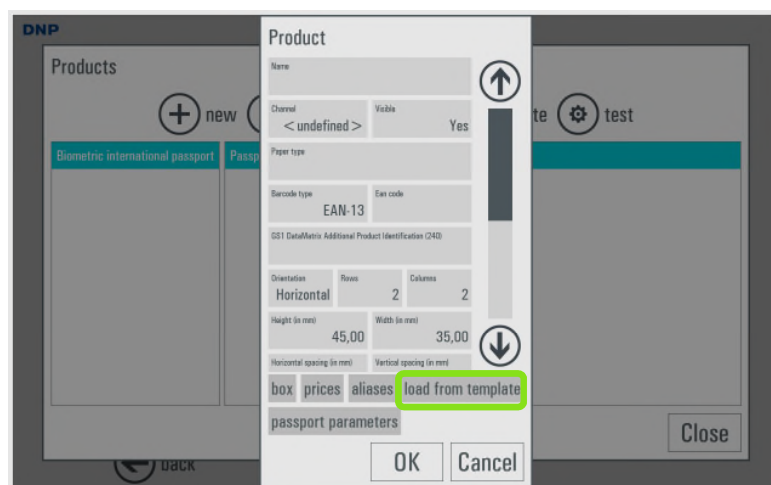 DNP
Products
new
te
test
Biometric international passport
Passp
Product
Name
Channel
Visible
< undefined >
Yes
Paper type
Barcode type
Ean code
EAN-13
GS1 DataMatrix Additional Product Identification (240)
Orientation
Rows
Columns
Horizontal
2
2
Height (in mm)
Width (in mm)
45,00
35,00
Horizontal spacing (in mm)
Vertical spacing (in mm)
box
prices
aliases
load from template
passport parameters
OK
Cancel
Close
back